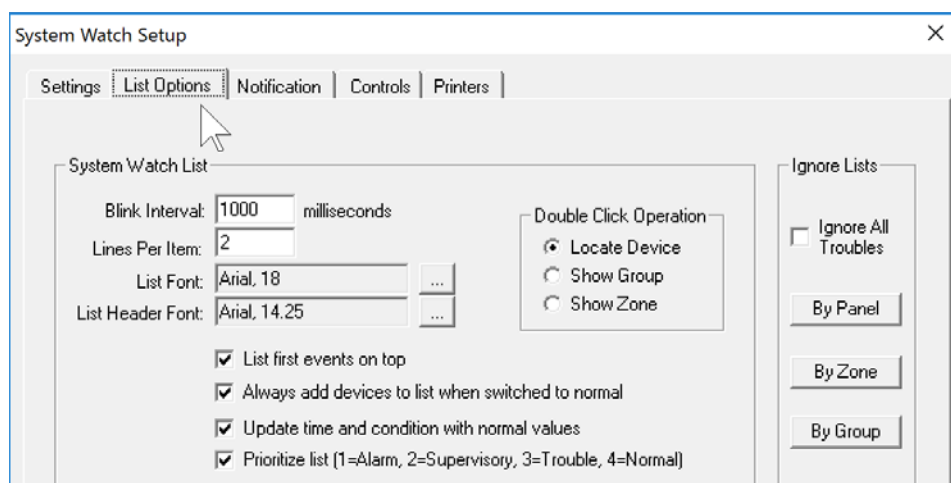 System Watch Setup
Settings
List Options
Notification
Controls
Printers
System Watch List
Blink Interval: 1000 milliseconds
Lines Per Item: 2
List Font: Arial, 18 ...
List Header Font: Arial, 14.25 ...
Double Click Operation
Locate Device
Show Group
Show Zone
List first events on top
Always add devices to list when switched to normal
Update time and condition with normal values
Prioritize list (1=Alarm, 2=Supervisory, 3=Trouble, 4=Normal)
Ignore Lists
Ignore All
Troubles
By Panel
By Zone
By Group